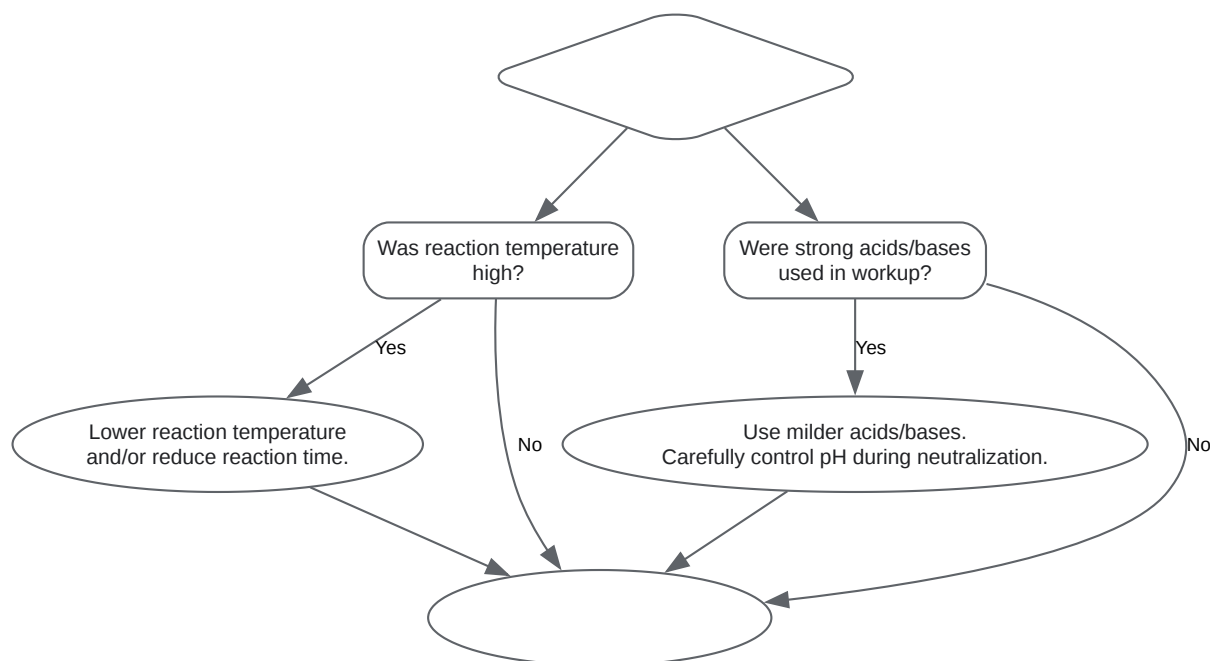 Was reaction temperature
high?
Were strong acids/bases
used in workup?
Yes
Yes
Lower reaction temperature
and/or reduce reaction time.
No
Use milder acids/bases.
Carefully control pH during neutralization.
No